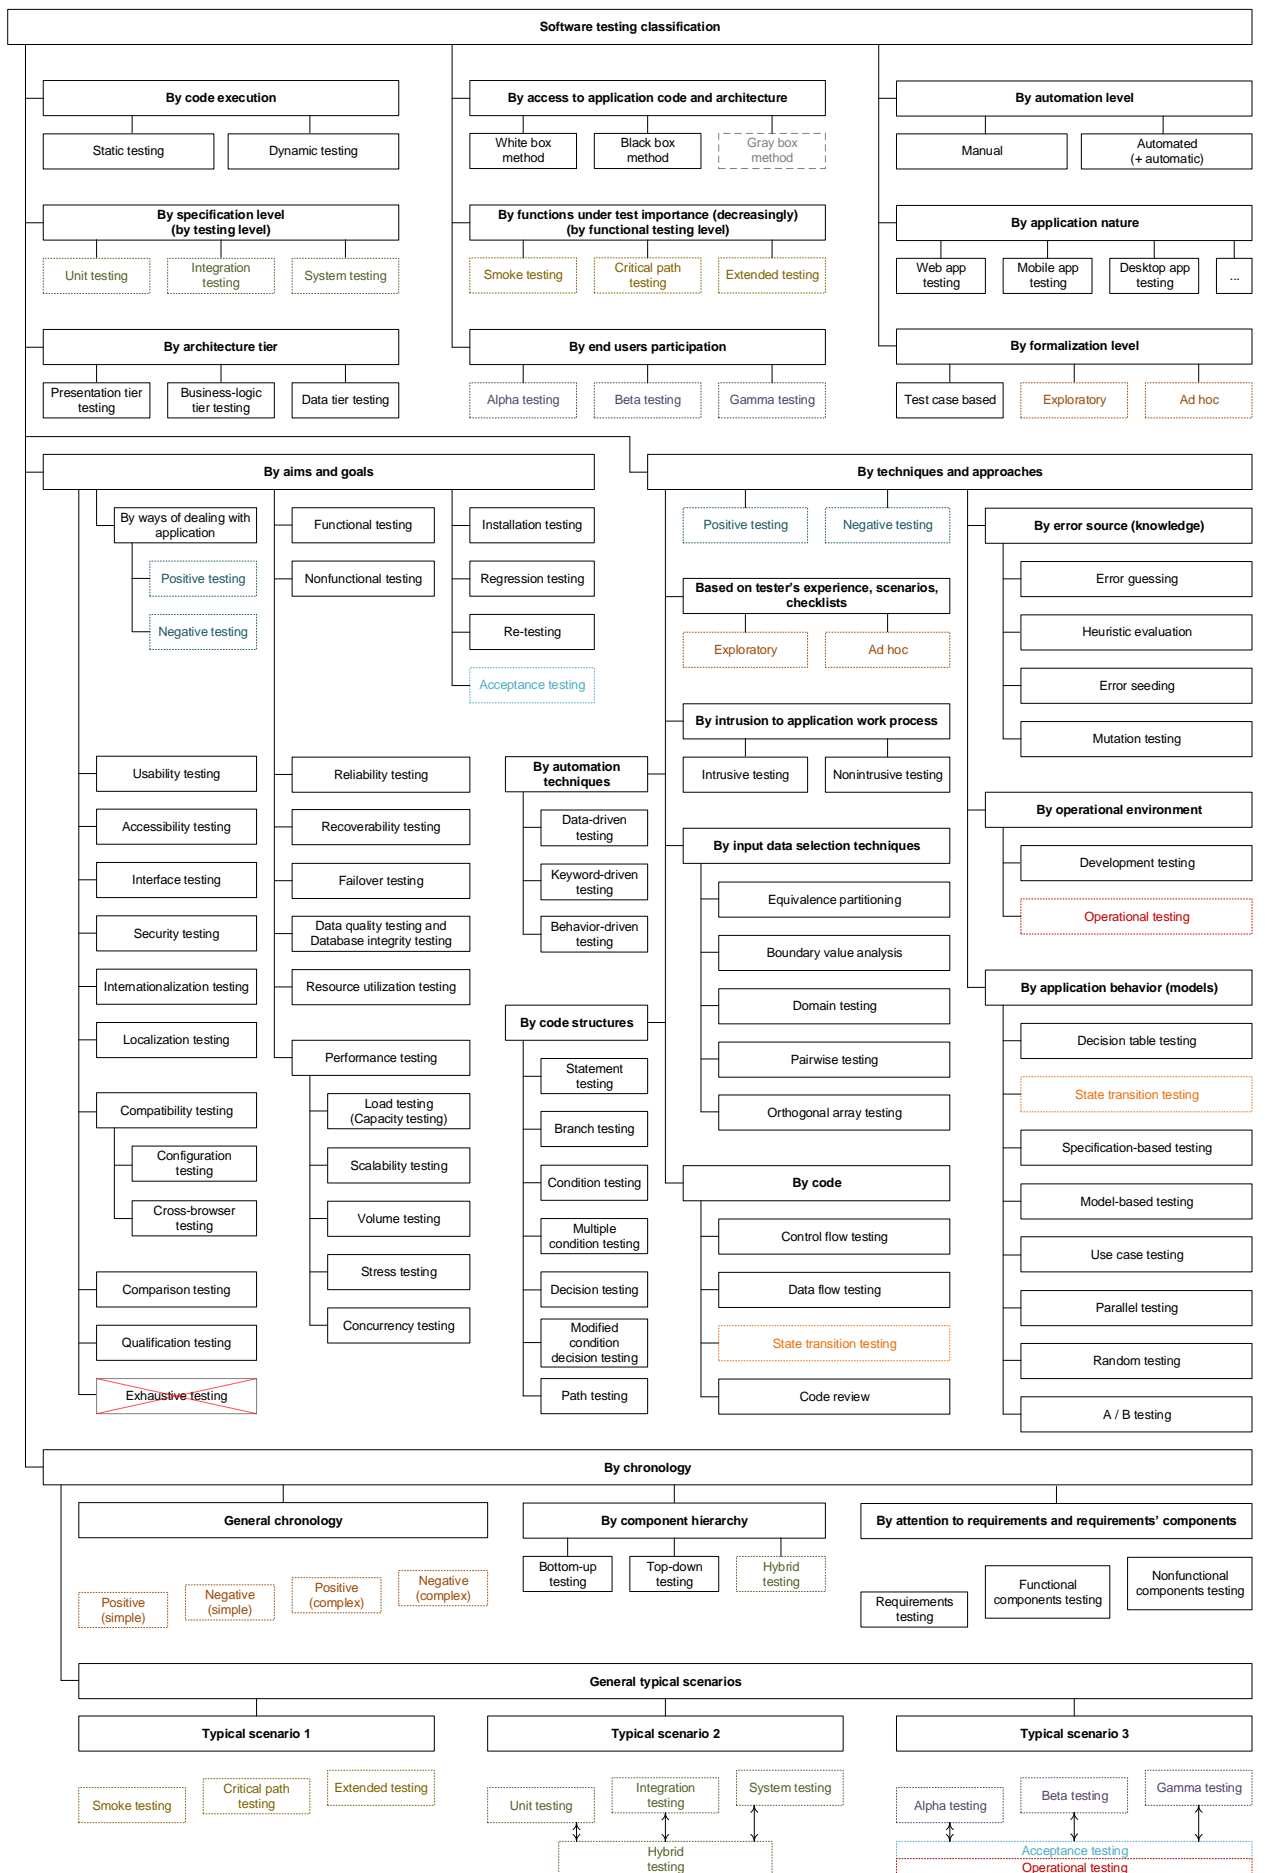 Software testing classification
By code execution
Static testing
Dynamic testing
By access to application code and architecture
White box
method
Black box
method
Gray box
method
By automation level
Manual
Automated
(+ automatic)
By specification level
(by testing level)
Unit testing
Integration
testing
System testing
By functions under test importance (decreasingly)
(by functional testing level)
Smoke testing
Critical path
testing
Extended testing
By application nature
Web app
testing
Mobile app
testing
Desktop app
testing
...
By architecture tier
Presentation tier
testing
Business-logic
tier testing
Data tier testing
By end users participation
Alpha testing
Beta testing
Gamma testing
By formalization level
Test case based
Exploratory
Ad hoc
By aims and goals
By ways of dealing with
application
Positive testing
Negative testing
Functional testing
Nonfunctional testing
Installation testing
Regression testing
Re-testing
Acceptance testing
Usability testing
Accessibility testing
Interface testing
Security testing
Internationalization testing
Localization testing
Compatibility testing
Configuration
testing
Cross-browser
testing
Comparison testing
Qualification testing
Exhaustive testing
Reliability testing
Recoverability testing
Failover testing
Data quality testing and
Database integrity testing
Resource utilization testing
Performance testing
Load testing
(Capacity testing)
Scalability testing
Volume testing
Stress testing
Concurrency testing
By techniques and approaches
Positive testing
Negative testing
Based on tester's experience, scenarios,
checklists
Exploratory
Ad hoc
By intrusion to application work process
Intrusive testing
Nonintrusive testing
By automation
techniques
Data-driven
testing
Keyword-driven
testing
Behavior-driven
testing
By input data selection techniques
Equivalence partitioning
Boundary value analysis
Domain testing
Pairwise testing
Orthogonal array testing
By code structures
Statement
testing
Branch testing
Condition testing
Multiple
condition testing
Decision testing
Modified
condition
decision testing
Path testing
By code
Control flow testing
Data flow testing
State transition testing
Code review
By error source (knowledge)
Error guessing
Heuristic evaluation
Error seeding
Mutation testing
By operational environment
Development testing
Operational testing
By application behavior (models)
Decision table testing
State transition testing
Specification-based testing
Model-based testing
Use case testing
Parallel testing
Random testing
A / B testing
By chronology
General chronology
Positive
(simple)
Negative
(simple)
Positive
(complex)
Negative
(complex)
By component hierarchy
Bottom-up
testing
Top-down
testing
Hybrid
testing
By attention to requirements and requirements' components
Requirements
testing
Functional
components testing
Nonfunctional
components testing
General typical scenarios
Typical scenario 1
Smoke testing
Critical path
testing
Extended testing
Typical scenario 2
Unit testing
Integration
testing
System testing
Hybrid
testing
Typical scenario 3
Alpha testing
Beta testing
Gamma testing
Acceptance testing
Operational testing